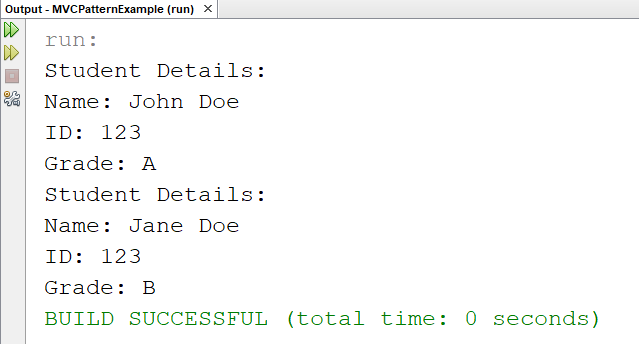 Output - MVCPatternExample (run) ×
run:
Student Details:
Name: John Doe
ID: 123
Grade: A
Student Details:
Name: Jane Doe
ID: 123
Grade: B
BUILD SUCCESSFUL (total time: 0 seconds)